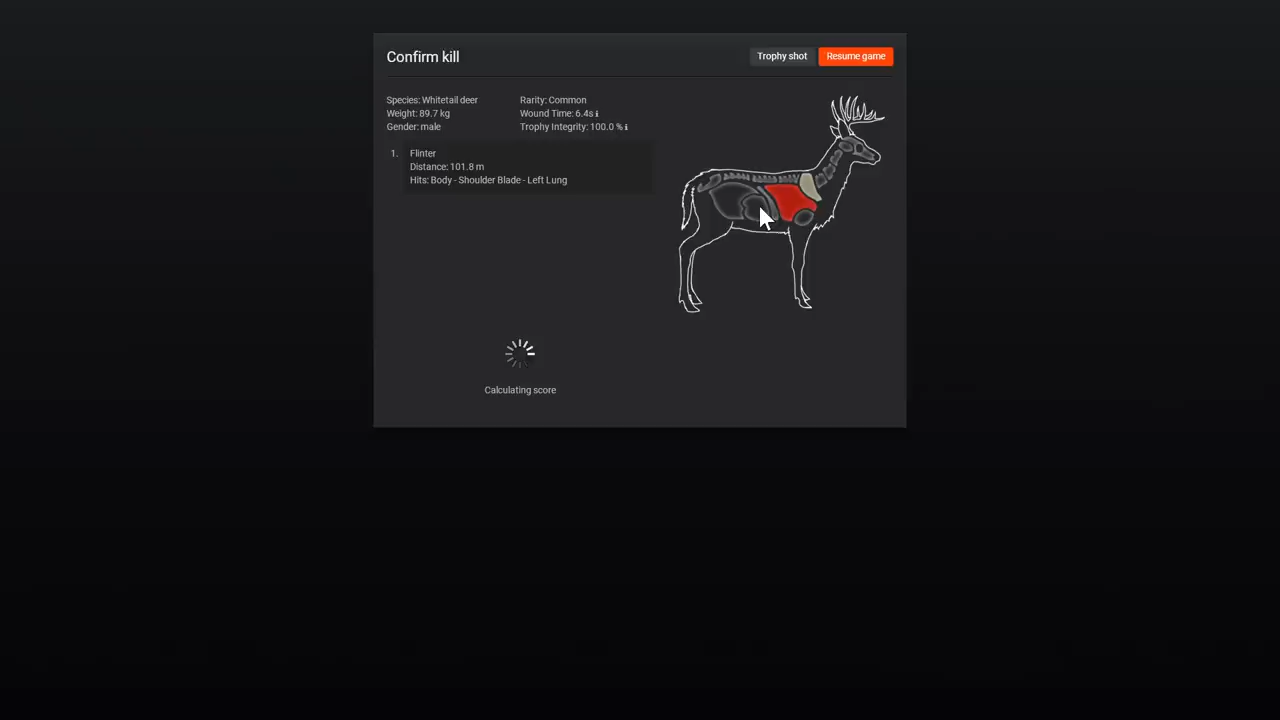 Confirm kill
Trophy shot
Resume game
Species: Whitetail deer
Rarity: Common
Weight: 89.7 kg
Wound Time: 6.4s i
Gender: male
Trophy Integrity: 100.0 % i
1. Flinter
Distance: 101.8 m
Hits: Body - Shoulder Blade - Left Lung
Calculating score